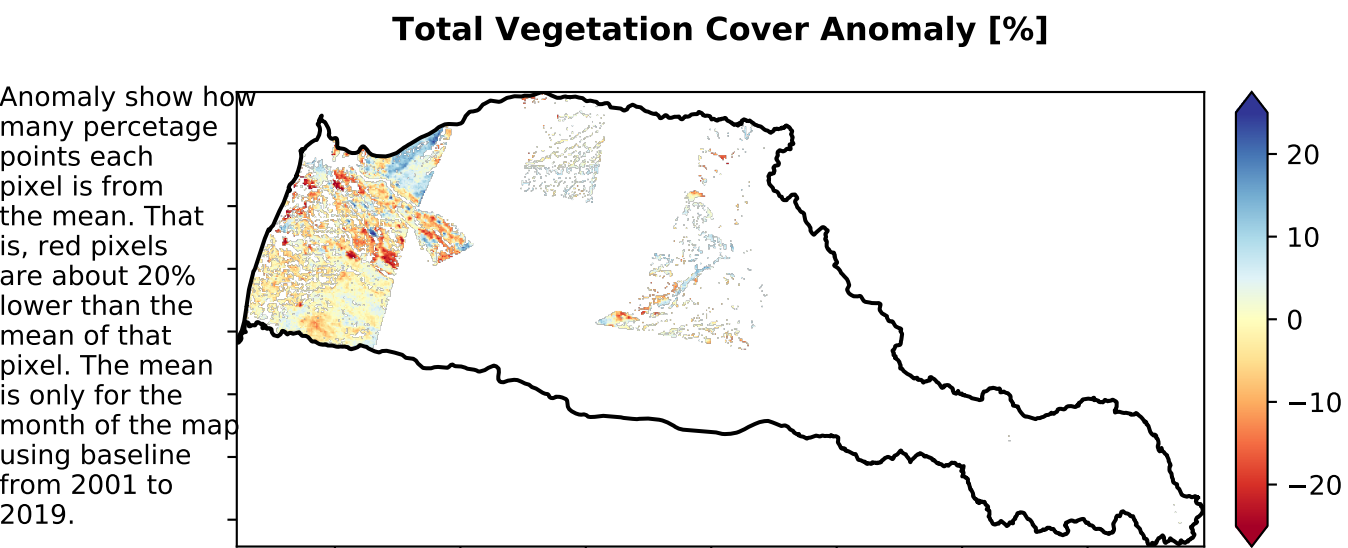 Total Vegetation Cover Anomaly [%]
Anomaly show how
many percetage
points each
pixel is from
the mean. That
is, red pixels
are about 20%
lower than the
mean of that
pixel. The mean
is only for the
month of the map
using baseline
from 2001 to
2019.
20
10
0
−10
−20